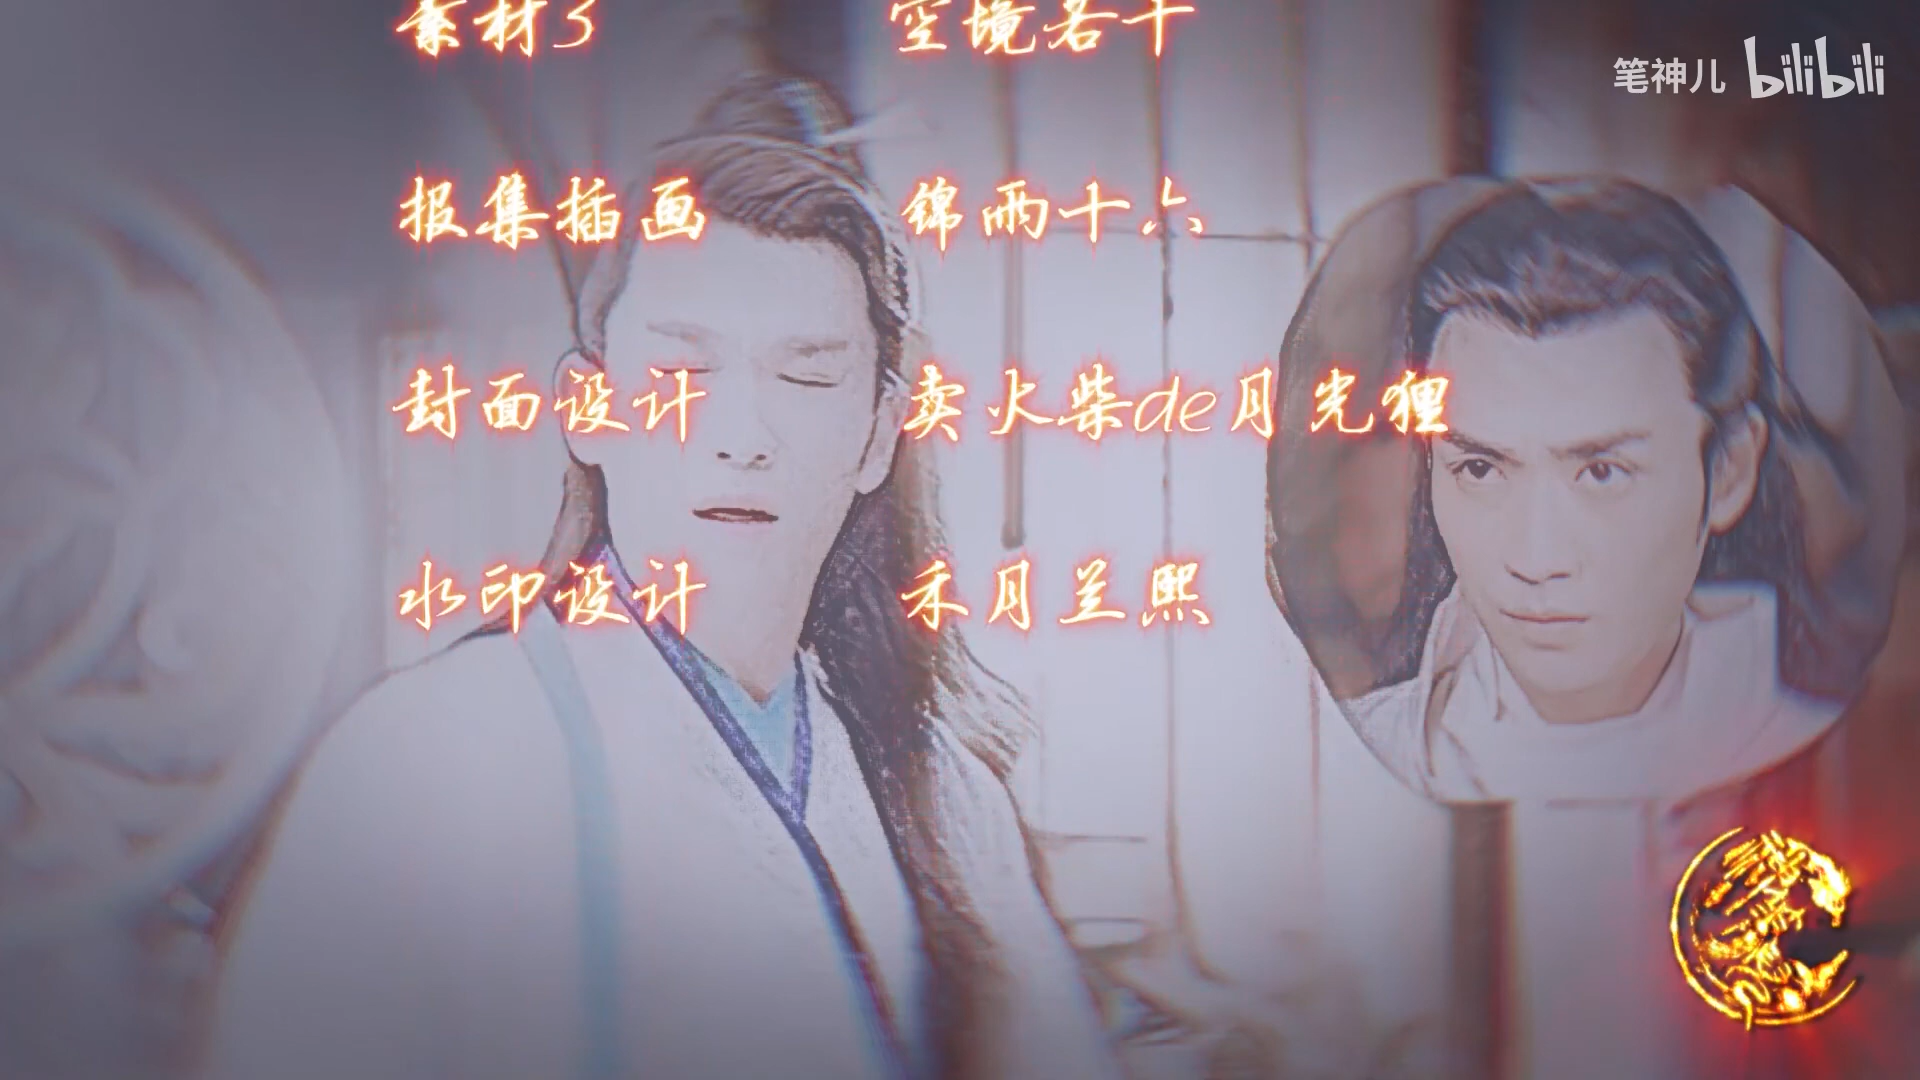 素材3 空境若干
笔神儿 bilibili
报集插画 锦雨十六
封面设计 卖火柴de月光狸
水印设计 禾月兰熙